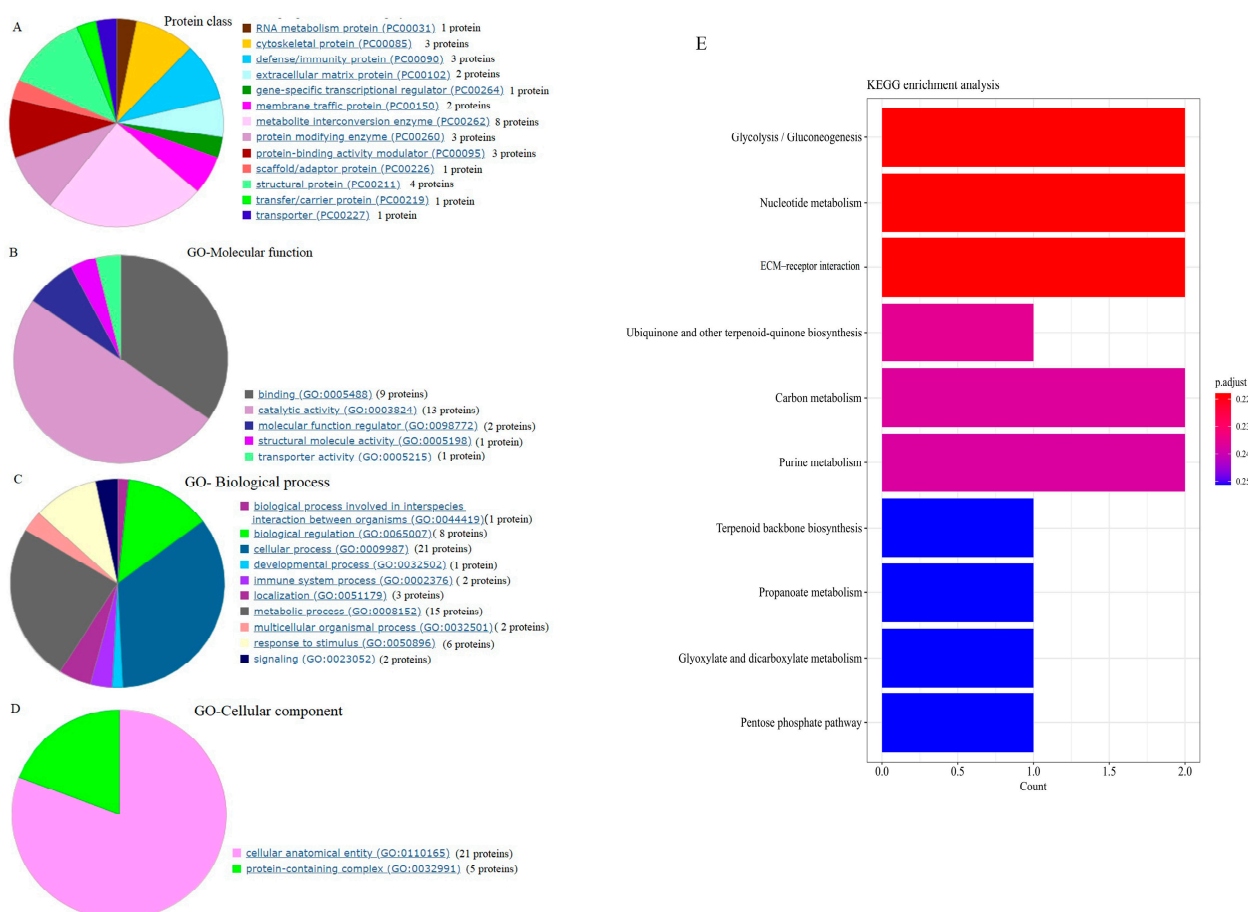 A
Protein class
RNA metabolism protein (PC00031) 1 protein
cytoskeletal protein (PC00085) 3 proteins
defense/immunity protein (PC00090) 3 proteins
extracellular matrix protein (PC00102) 2 proteins
gene-specific transcriptional regulator (PC00264) 1 protein
membrane traffic protein (PC00150) 2 proteins
metabolite interconversion enzyme (PC00262) 8 proteins
protein modifying enzyme (PC00260) 3 proteins
protein-binding activity modulator (PC00095) 3 proteins
scaffold/adaptor protein (PC00226) 1 protein
structural protein (PC00211) 4 proteins
transfer/carrier protein (PC00219) 1 protein
transporter (PC00227) 1 protein
B
GO-Molecular function
binding (GO:0005488) (9 proteins)
catalytic activity (GO:0003824) (13 proteins)
molecular function regulator (GO:0098772) (2 proteins)
structural molecule activity (GO:0005198) (1 protein)
transporter activity (GO:0005215) (1 protein)
C
GO- Biological process
biological process involved in interspecies
interaction between organisms (GO:0044419)(1 protein)
biological regulation (GO:0065007) ( 8 proteins)
cellular process (GO:0009987) (21 proteins)
developmental process (GO:0032502) (1 protein)
immune system process (GO:0002376) ( 2 proteins)
localization (GO:0051179) (3 proteins)
metabolic process (GO:0008152) (15 proteins)
multicellular organismal process (GO:0032501) ( 2 proteins)
response to stimulus (GO:0050896) (6 proteins)
signaling (GO:0023052) (2 proteins)
D
GO-Cellular component
cellular anatomical entity (GO:0110165) (21 proteins)
protein-containing complex (GO:0032991) (5 proteins)
E
KEGG enrichment analysis
Glycolysis / Gluconeogenesis
Nucleotide metabolism
ECM−receptor interaction
Ubiquinone and other terpenoid-quinone biosynthesis
Carbon metabolism
Purine metabolism
Terpenoid backbone biosynthesis
Propanoate metabolism
Glyoxylate and dicarboxylate metabolism
Pentose phosphate pathway
0.0 0.5 1.0 1.5 2.0
Count
p.adjust
0.22
0.23
0.24
0.25